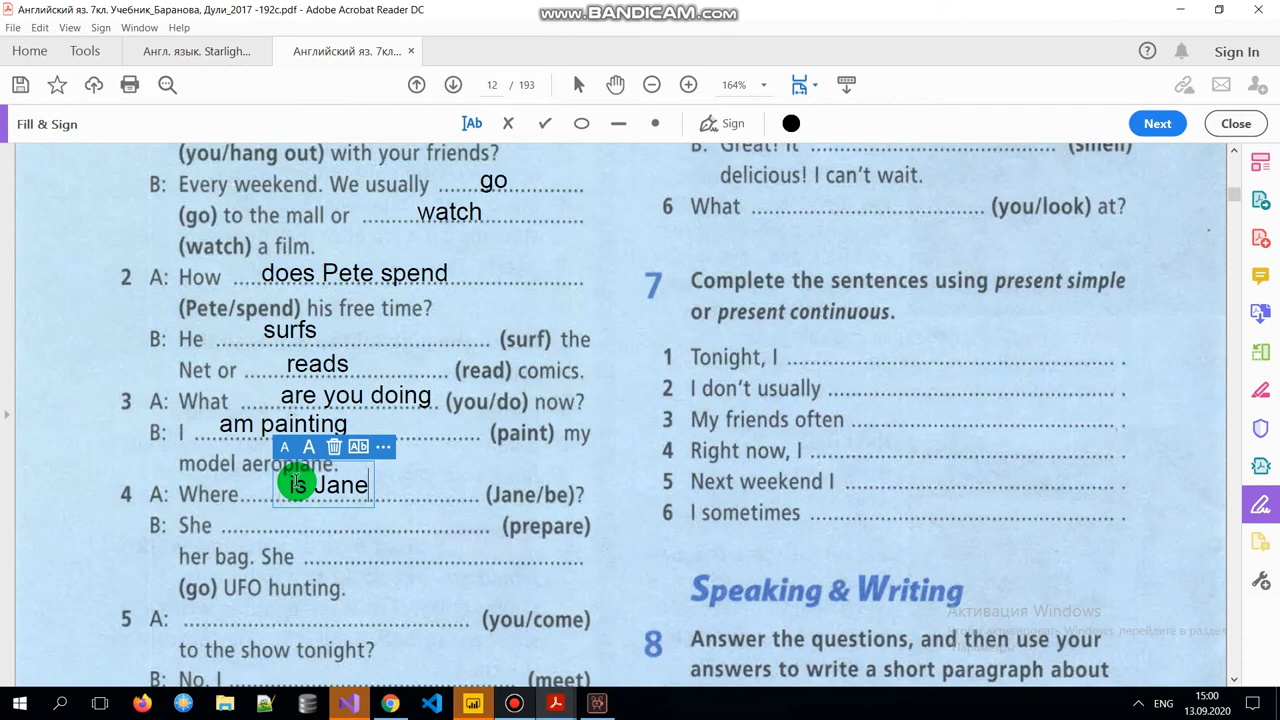 Английский яз. 7кл. Учебник_Баранова, Дули_2017 -192с.pdf - Adobe Acrobat Reader DC
www.BANDICAM.com
File Edit View Sign Window Help
Home Tools Англ. язык. Starligh... Английский яз. 7кл... × Sign In
12 / 193 164%
Fill & Sign IAb Sign Next Close
(you/hang out) with your friends?
B: Every weekend. We usually ........ go ........
(go) to the mall or ........ watch ........
(watch) a film.
2 A: How ........ does Pete spend ........
(Pete/spend) his free time?
B: He ........ surfs ........ (surf) the
Net or ........ reads ........ (read) comics.
3 A: What ........ are you doing ........ (you/do) now?
B: I ........ am painting ........ (paint) my
model aeroplane.
4 A: Where ........ is Jane ........ (Jane/be)?
B: She ........ (prepare)
her bag. She ........
(go) UFO hunting.
5 A: ........ (you/come)
to the show tonight?
B: No, I ........ (meet)
B: Great! It ........ (smell)
delicious! I can't wait.
6 What ........ (you/look) at?
7 Complete the sentences using present simple
or present continuous.
1 Tonight, I ........ .
2 I don't usually ........ .
3 My friends often ........ .
4 Right now, I ........ .
5 Next weekend I ........ .
6 I sometimes ........ .
Speaking & Writing
8 Answer the questions, and then use your
answers to write a short paragraph about
Активация Windows
Чтобы активировать Windows, перейдите в раздел
ENG
15:00
13.09.2020